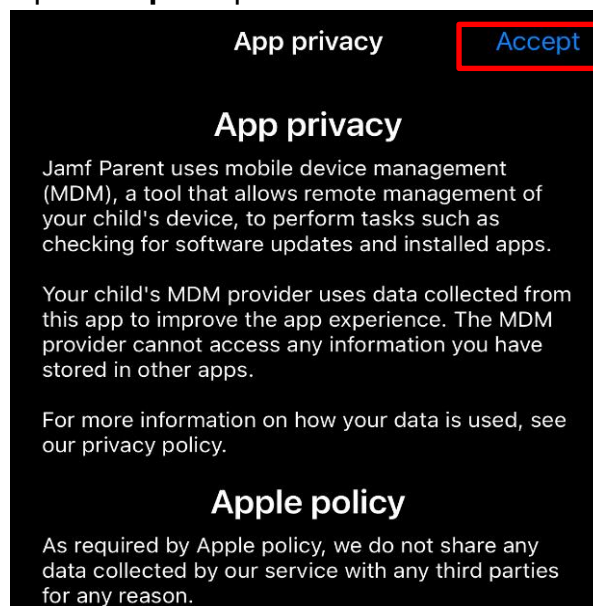 App privacy Accept
App privacy
Jamf Parent uses mobile device management
(MDM), a tool that allows remote management of
your child's device, to perform tasks such as
checking for software updates and installed apps.
Your child's MDM provider uses data collected from
this app to improve the app experience. The MDM
provider cannot access any information you have
stored in other apps.
For more information on how your data is used, see
our privacy policy.
Apple policy
As required by Apple policy, we do not share any
data collected by our service with any third parties
for any reason.